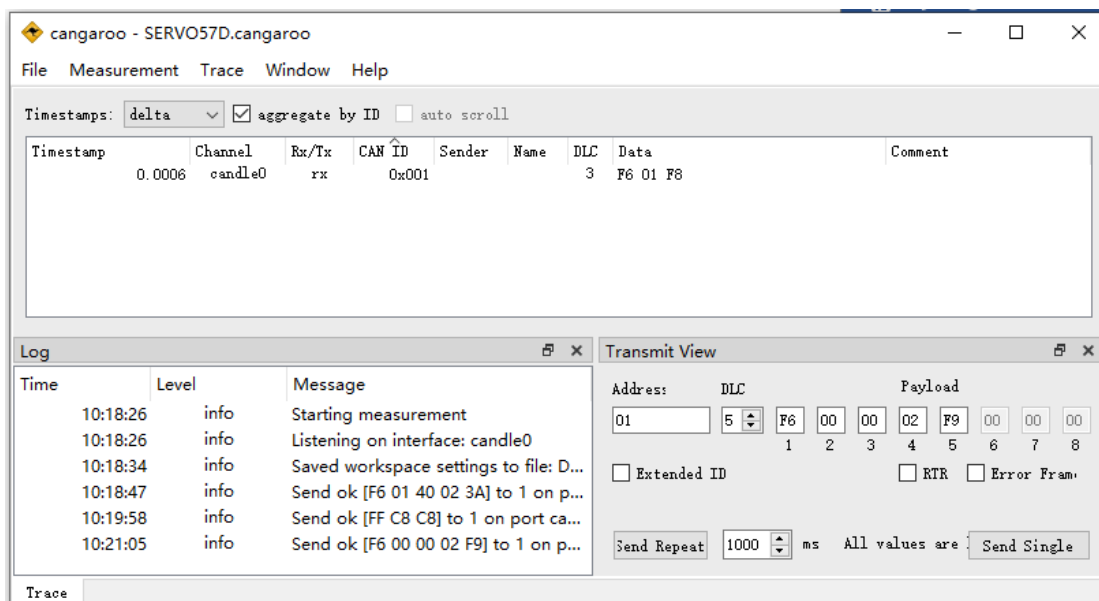 cangaroo - SERVO57D.cangaroo
File Measurement Trace Window Help
Timestamps: delta aggregate by ID auto scroll
Timestamp Channel Rx/Tx CAN ID Sender Name DLC Data Comment
0.0006 candle0 rx 0x001 3 F6 01 F8
Log
Time Level Message
10:18:26 info Starting measurement
10:18:26 info Listening on interface: candle0
10:18:34 info Saved workspace settings to file: D...
10:18:47 info Send ok [F6 01 40 02 3A] to 1 on p...
10:19:58 info Send ok [FF C8 C8] to 1 on port ca...
10:21:05 info Send ok [F6 00 00 02 F9] to 1 on p...
Transmit View
Address DLC Payload
01 5 F6 00 00 02 F9 00 00 00
1 2 3 4 5 6 7 8
Extended ID RTR Error Fram
Send Repeat 1000 ms All values are Send Single
Trace